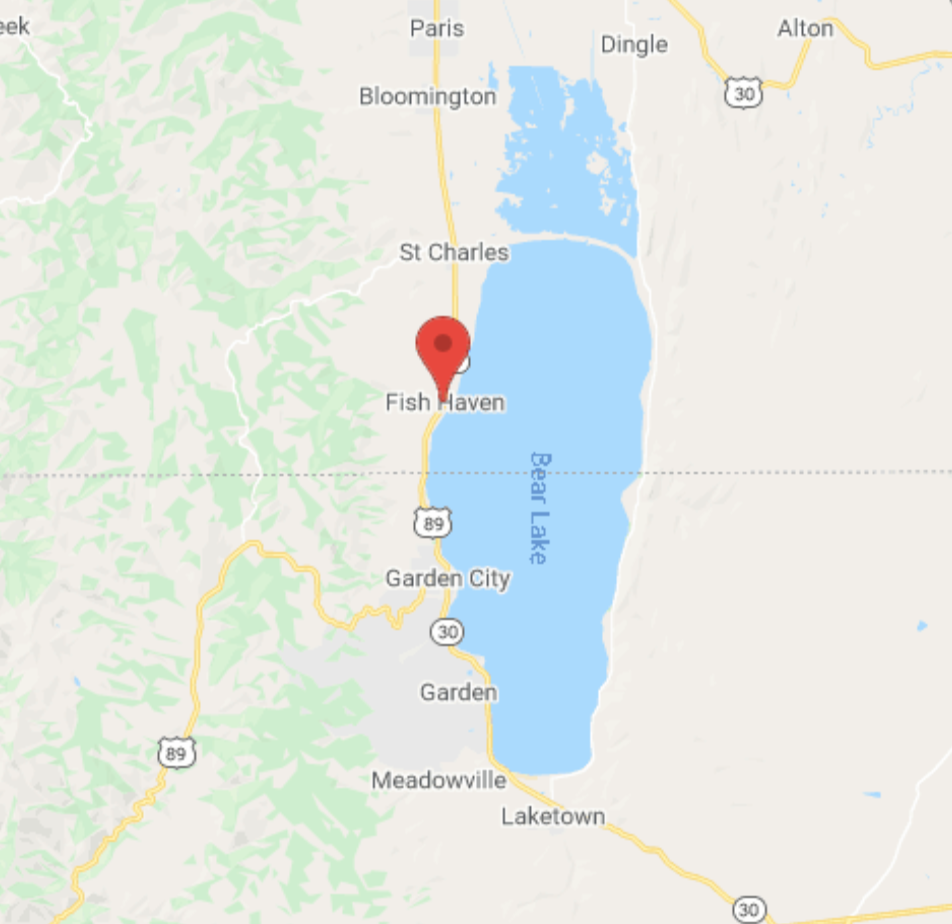 eek
Paris
Alton
Dingle
30
Bloomington
St Charles
Fish Haven
Bear Lake
89
Garden City
30
Garden
89
Meadowville
Laketown
30